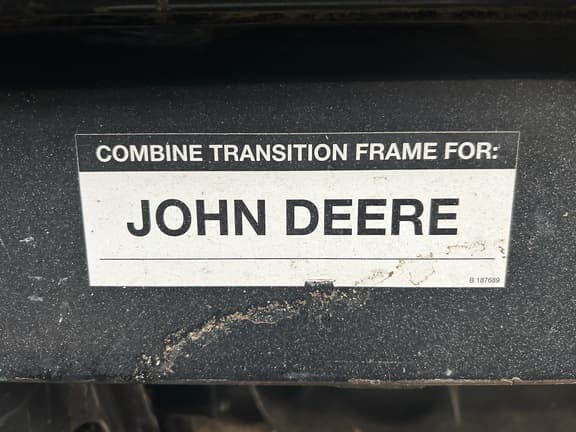 COMBINE TRANSITION FRAME FOR:
JOHN DEERE
B 187689